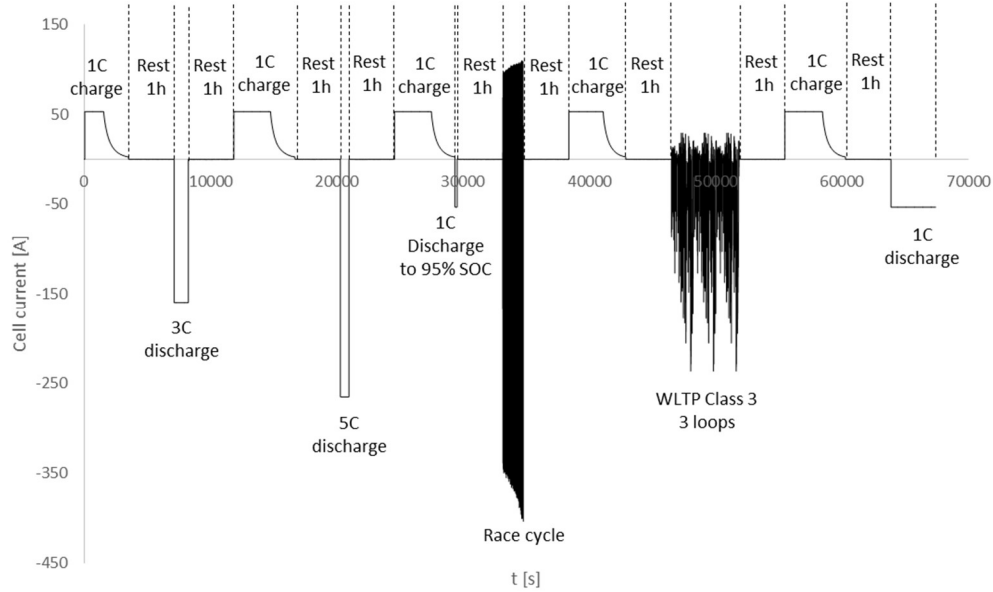 150
50
-50
-150
-250
-350
-450
Cell current [A]
0
10000
20000
30000
40000
50000
60000
70000
t [s]
1C
charge
Rest
1h
Rest
1h
1C
charge
Rest
1h
Rest
1h
1C
charge
Rest
1h
Rest
1h
1C
charge
Rest
1h
Rest
1h
1C
charge
Rest
1h
3C
discharge
5C
discharge
1C
Discharge
to 95% SOC
Race cycle
WLTP Class 3
3 loops
1C
discharge